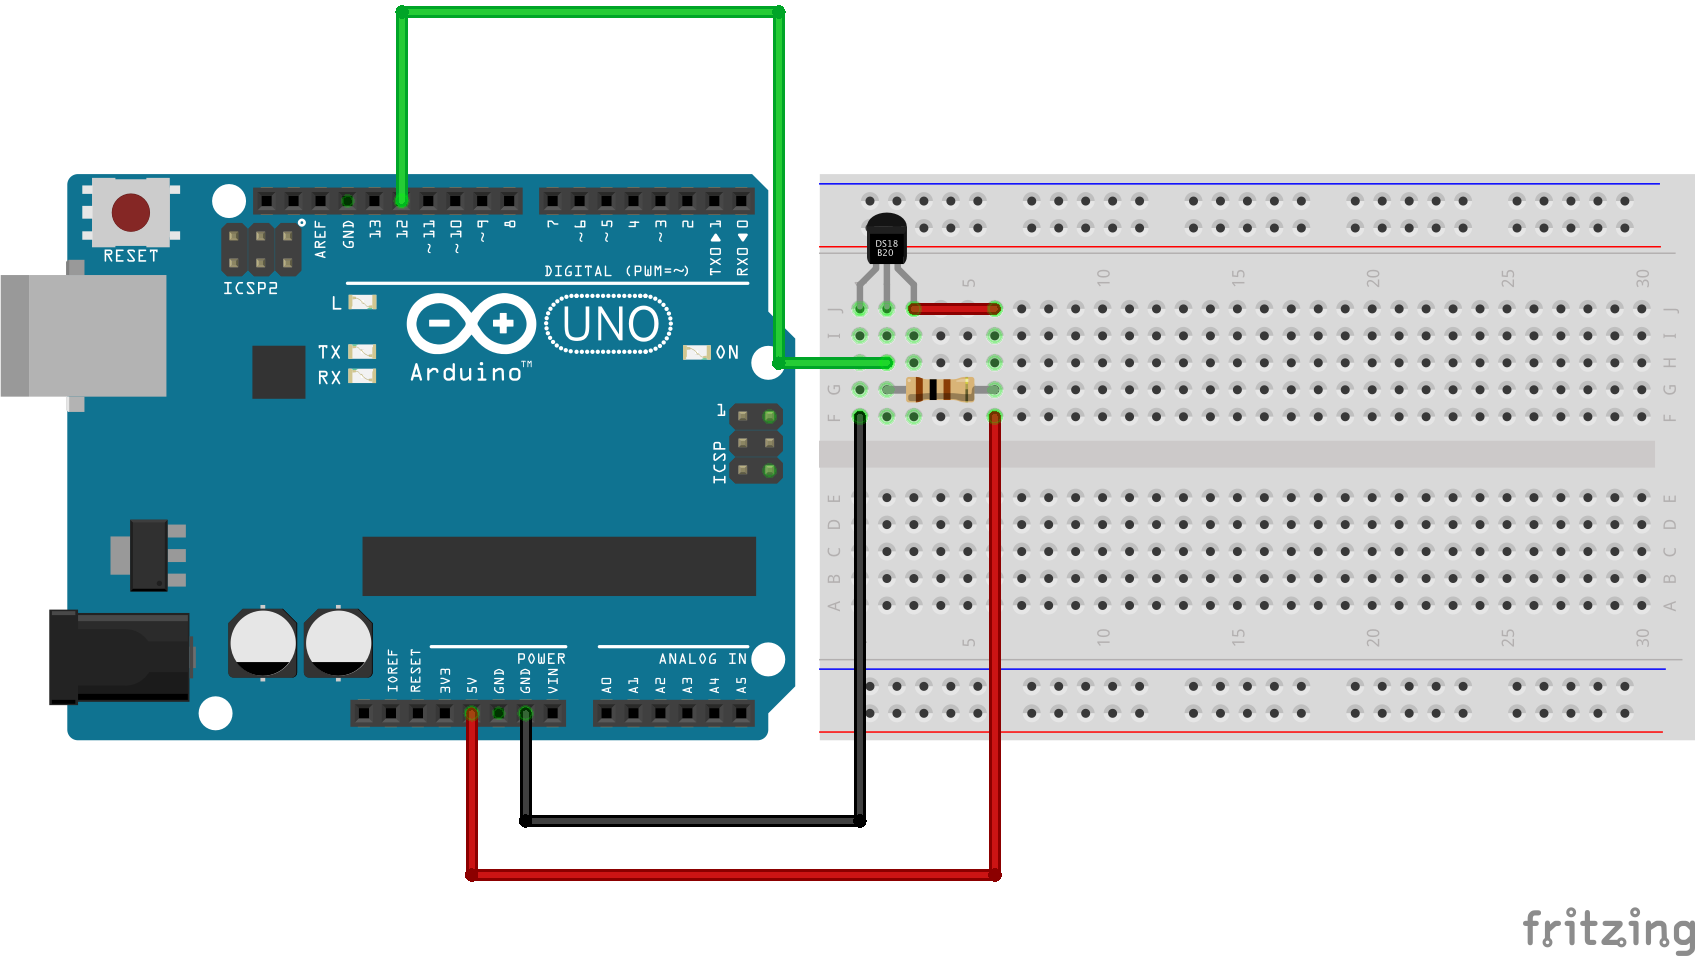 RESET
ICSP2
AREF
GND
13
12
~11
~10
~9
8
7
~6
~5
4
~3
2
TX0▶1
RX0◀0
DIGITAL (PWM=~)
L
TX
RX
Arduino™
UNO
ON
1
ICSP
IOREF
RESET
3V3
5V
GND
GND
VIN
POWER
ANALOG IN
A0
A1
A2
A3
A4
A5
DS18
B20
5
10
15
20
25
30
J
I
H
G
F
E
D
C
B
A
J
I
H
G
F
E
D
C
B
A
5
10
15
20
25
30
fritzing